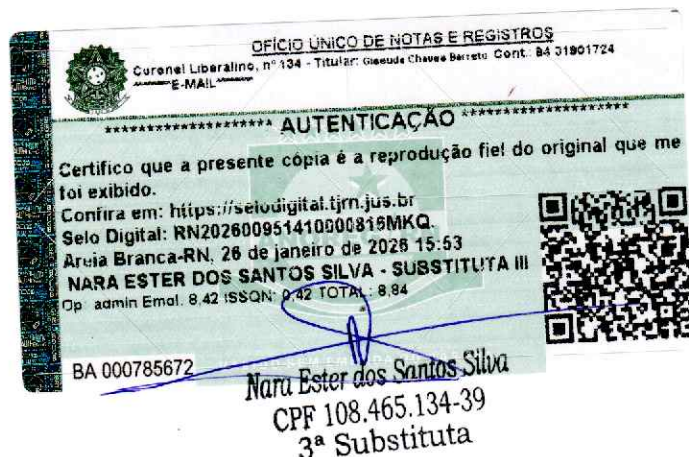 OFÍCIO ÚNICO DE NOTAS E REGISTROS
Coronel Liberalino, nº 134 - Titular: Giseuda Chaves Barreto Cont.: 84 31901724
********E-MAIL********
******************** AUTENTICAÇÃO ********************
Certifico que a presente cópia é a reprodução fiel do original que me
foi exibido.
Confira em: https://selodigital.tjrn.jus.br
Selo Digital: RN202600951410000815MKQ.
Areia Branca-RN, 26 de janeiro de 2026 15:53
NARA ESTER DOS SANTOS SILVA - SUBSTITUTA III
Op: admin Emol: 8,42 ISSQN: 0,42 TOTAL: 8,84
BA 000785672
Nara Ester dos Santos Silva
CPF 108.465.134-39
3ª Substituta